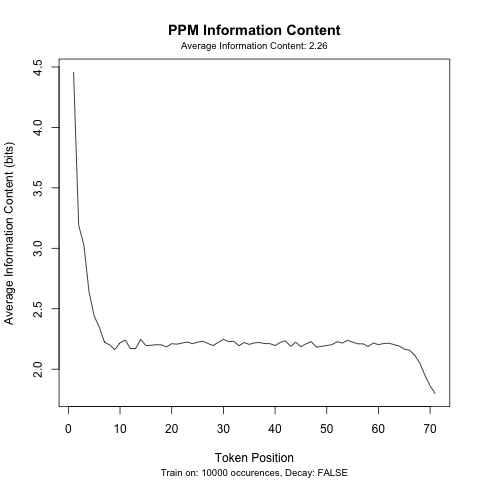 PPM Information Content
Average Information Content: 2.26
Average Information Content (bits)
4.5
4.0
3.5
3.0
2.5
2.0
0 10 20 30 40 50 60 70
Token Position
Train on: 10000 occurences, Decay: FALSE